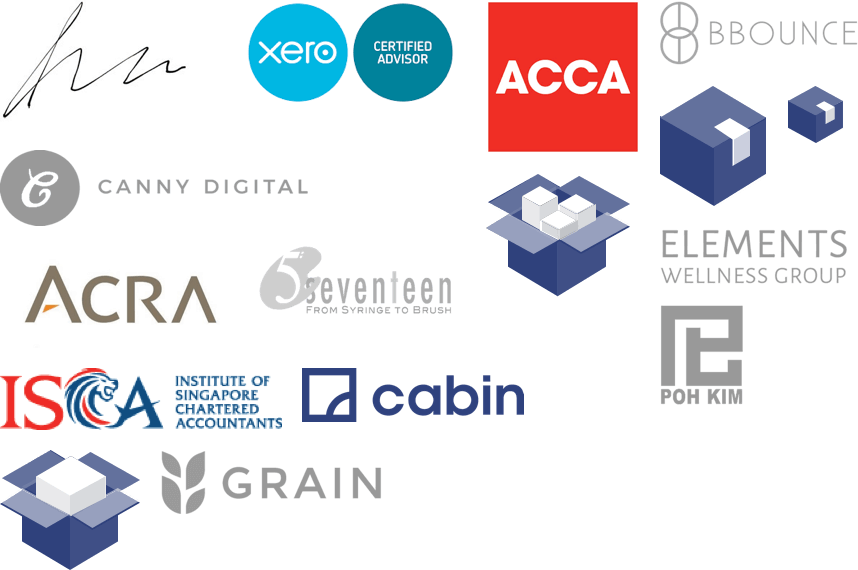 xero
CERTIFIED
ADVISOR
ACCA
BBOUNCE
CANNY DIGITAL
ELEMENTS
WELLNESS GROUP
ACRA
5 seventeen
FROM SYRINGE TO BRUSH
POH KIM
ISCA
INSTITUTE OF
SINGAPORE
CHARTERED
ACCOUNTANTS
cabin
GRAIN